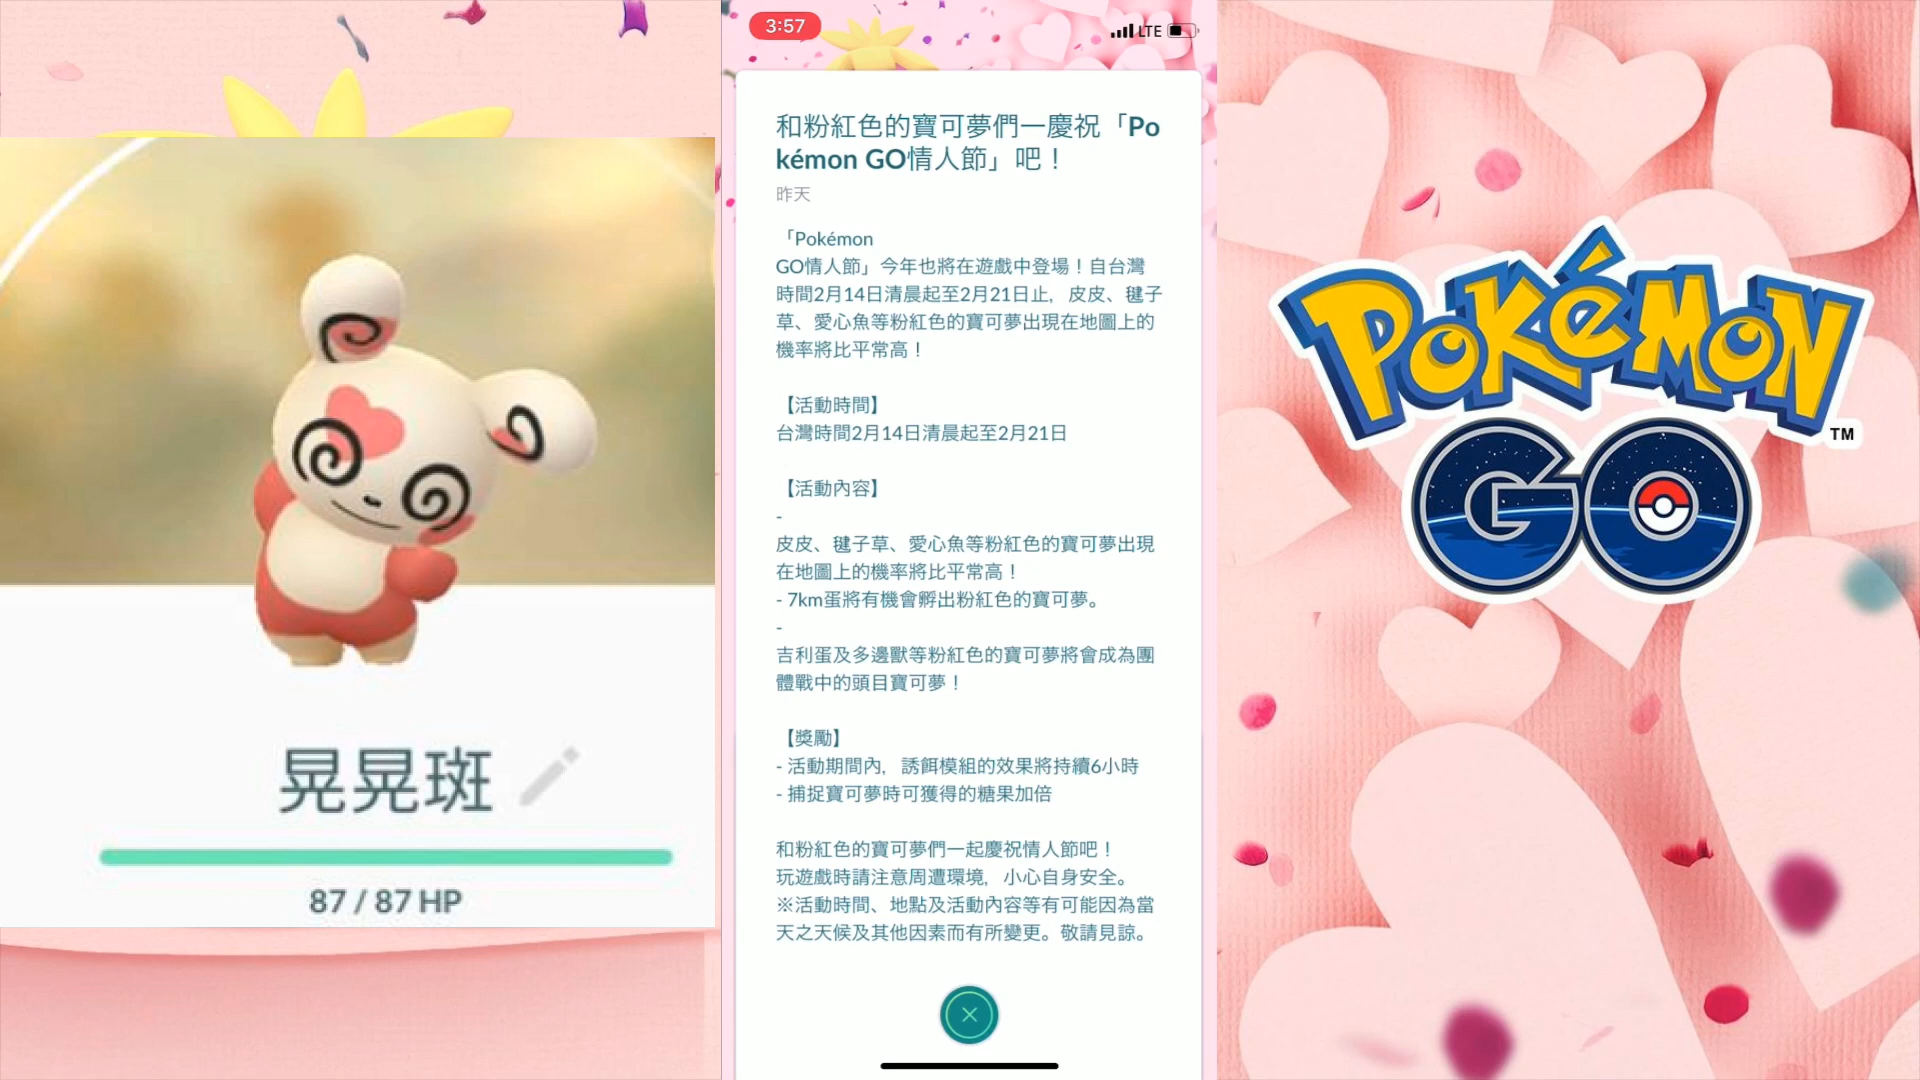 晃晃斑
87 / 87 HP
3:57
LTE
和粉紅色的寶可夢們一慶祝「Po
kémon GO情人節」吧！
昨天
「Pokémon
GO情人節」今年也將在遊戲中登場！自台灣
時間2月14日清晨起至2月21日止，皮皮、毽子
草、愛心魚等粉紅色的寶可夢出現在地圖上的
機率將比平常高！
【活動時間】
台灣時間2月14日清晨起至2月21日
【活動內容】
-
皮皮、毽子草、愛心魚等粉紅色的寶可夢出現
在地圖上的機率將比平常高！
- 7km蛋將有機會孵出粉紅色的寶可夢。
-
吉利蛋及多邊獸等粉紅色的寶可夢將會成為團
體戰中的頭目寶可夢！
【獎勵】
- 活動期間內，誘餌模組的效果將持續6小時
- 捕捉寶可夢時可獲得的糖果加倍
和粉紅色的寶可夢們一起慶祝情人節吧！
玩遊戲時請注意周遭環境，小心自身安全。
※活動時間、地點及活動內容等有可能因為當
天之天候及其他因素而有所變更。敬請見諒。
POKÉMON
TM
GO